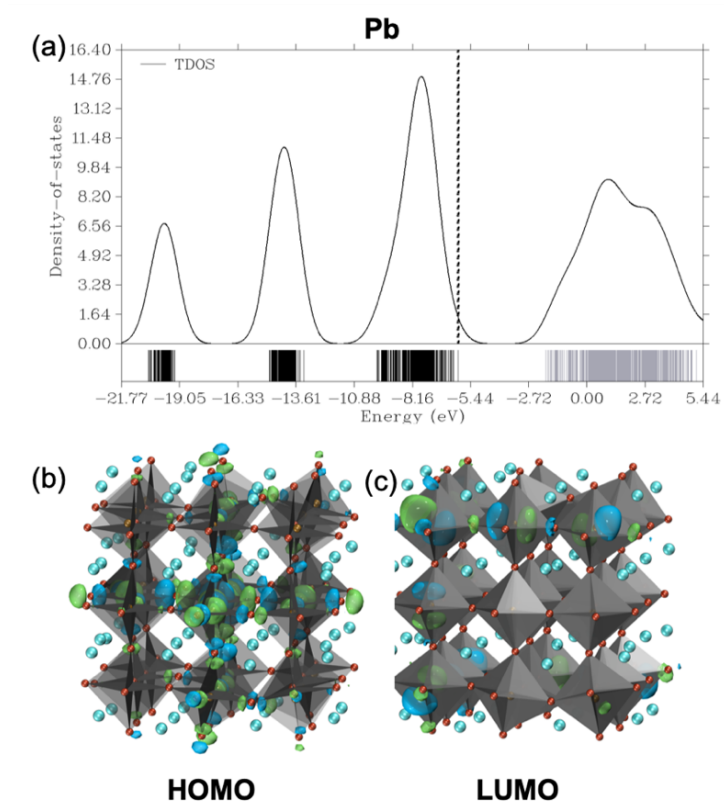 Pb
(a)
TDOS
Density-of-states
16.40
14.76
13.12
11.48
9.84
8.20
6.56
4.92
3.28
1.64
0.00
−21.77 −19.05 −16.33 −13.61 −10.88 −8.16 −5.44 −2.72 0.00 2.72 5.44
Energy (eV)
(b)
(c)
HOMO
LUMO